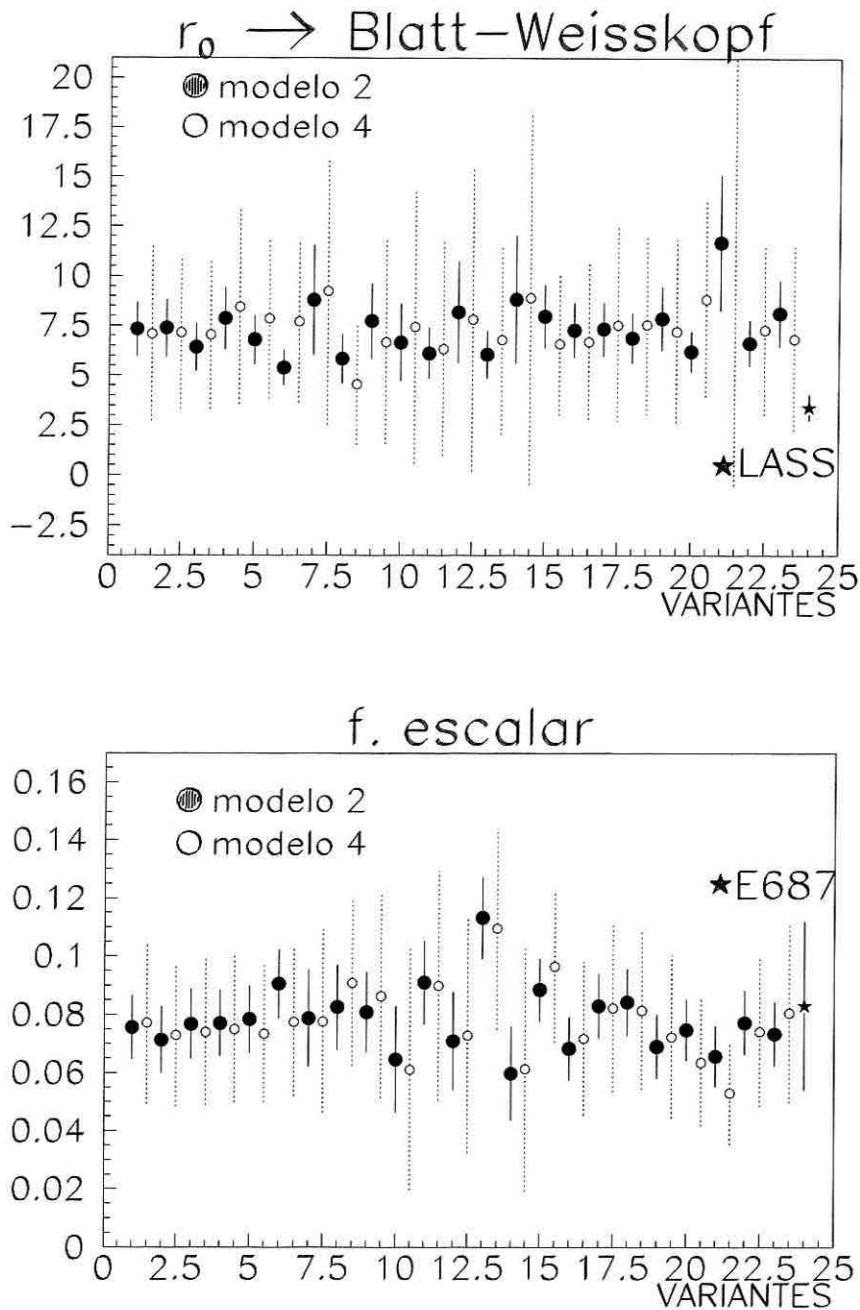 r₀ → Blatt–Weisskopf
20
17.5
15
12.5
10
7.5
5
2.5
0
−2.5
modelo 2
modelo 4
★LASS
0 2.5 5 7.5 10 12.5 15 17.5 20 22.5 25
VARIANTES
f. escalar
0.16
0.14
0.12
0.1
0.08
0.06
0.04
0.02
0
modelo 2
modelo 4
★E687
0 2.5 5 7.5 10 12.5 15 17.5 20 22.5 25
VARIANTES